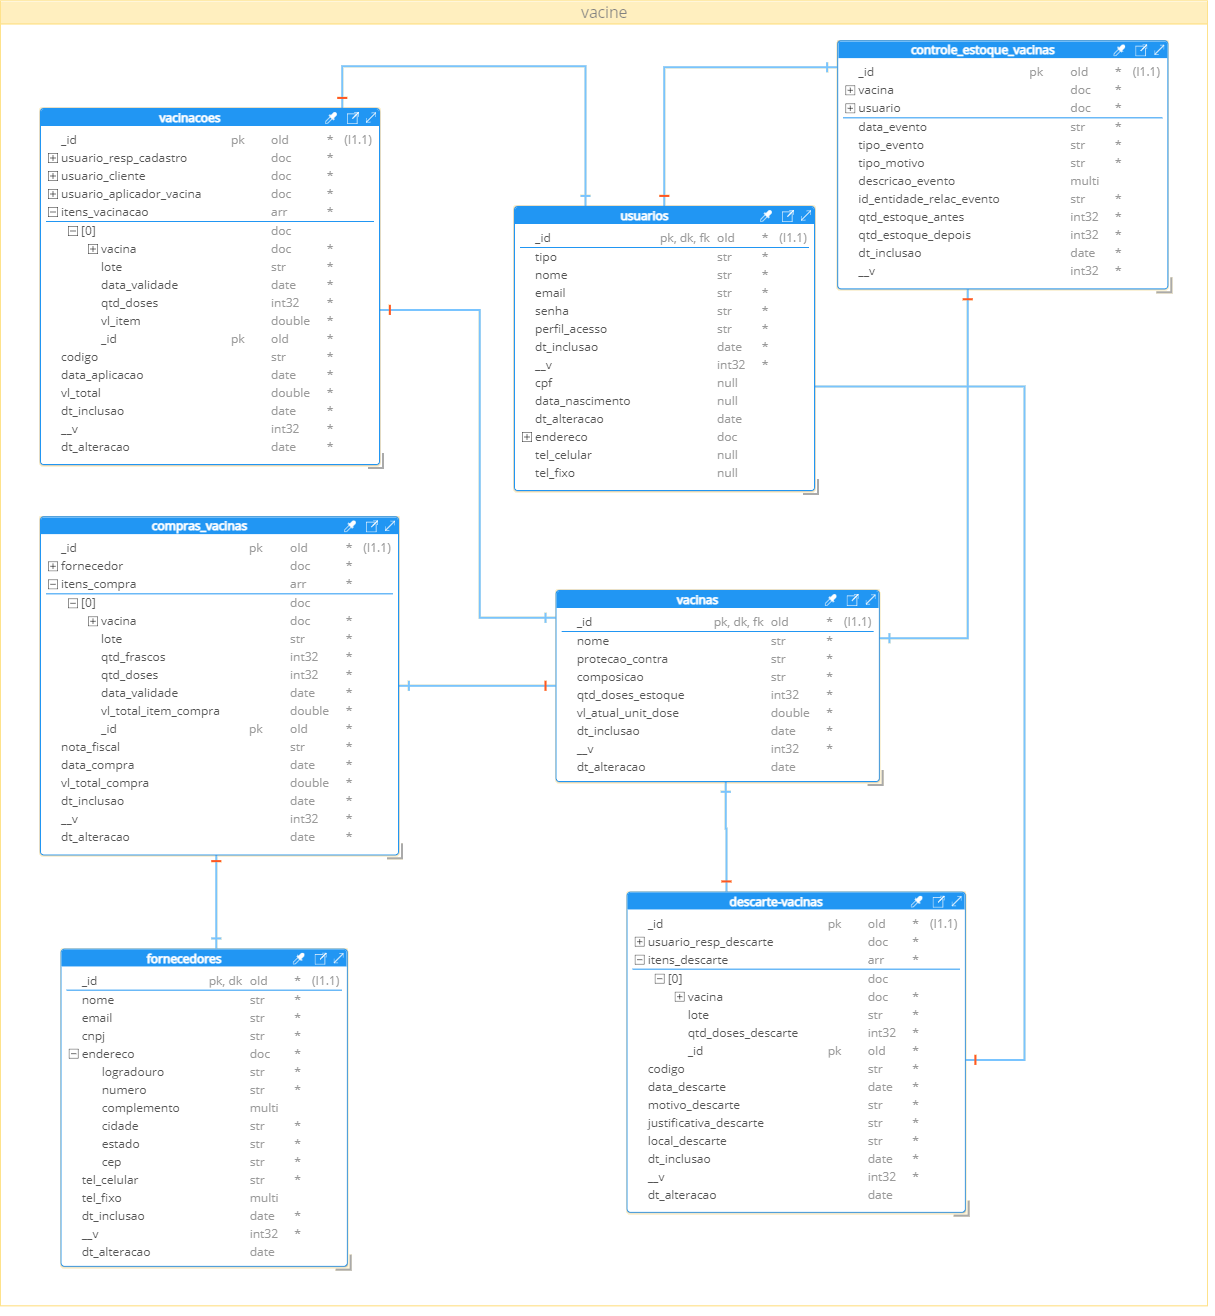 vacine
controle_estoque_vacinas
_id pk old * (I1.1)
vacina doc *
usuario doc *
data_evento str *
tipo_evento str *
tipo_motivo str *
descricao_evento multi
id_entidade_relac_evento str *
qtd_estoque_antes int32 *
qtd_estoque_depois int32 *
dt_inclusao date *
__v int32 *
vacinacoes
_id pk old * (I1.1)
usuario_resp_cadastro doc *
usuario_cliente doc *
usuario_aplicador_vacina doc *
itens_vacinacao arr *
[0] doc
vacina doc *
lote str *
data_validade date *
qtd_doses int32 *
vl_item double *
_id pk old *
codigo str *
data_aplicacao date *
vl_total double *
dt_inclusao date *
__v int32 *
dt_alteracao date *
usuarios
_id pk, dk, fk old * (I1.1)
tipo str *
nome str *
email str *
senha str *
perfil_acesso str *
dt_inclusao date *
__v int32 *
cpf null
data_nascimento null
dt_alteracao date
endereco doc
tel_celular null
tel_fixo null
compras_vacinas
_id pk old * (I1.1)
fornecedor doc *
itens_compra arr *
[0] doc
vacina doc *
lote str *
qtd_frascos int32 *
qtd_doses int32 *
data_validade date *
vl_total_item_compra double *
_id pk old *
nota_fiscal str *
data_compra date *
vl_total_compra double *
dt_inclusao date *
__v int32 *
dt_alteracao date *
vacinas
_id pk, dk, fk old * (I1.1)
nome str *
protecao_contra str *
composicao str *
qtd_doses_estoque int32 *
vl_atual_unit_dose double *
dt_inclusao date *
__v int32 *
dt_alteracao date
descarte-vacinas
_id pk old * (I1.1)
usuario_resp_descarte doc *
itens_descarte arr *
[0] doc
vacina doc *
lote str *
qtd_doses_descarte int32 *
_id pk old *
codigo str *
data_descarte date *
motivo_descarte str *
justificativa_descarte str *
local_descarte str *
dt_inclusao date *
__v int32 *
dt_alteracao date
fornecedores
_id pk, dk old * (I1.1)
nome str *
email str *
cnpj str *
endereco doc *
logradouro str *
numero str *
complemento multi
cidade str *
estado str *
cep str *
tel_celular str *
tel_fixo multi
dt_inclusao date *
__v int32 *
dt_alteracao date